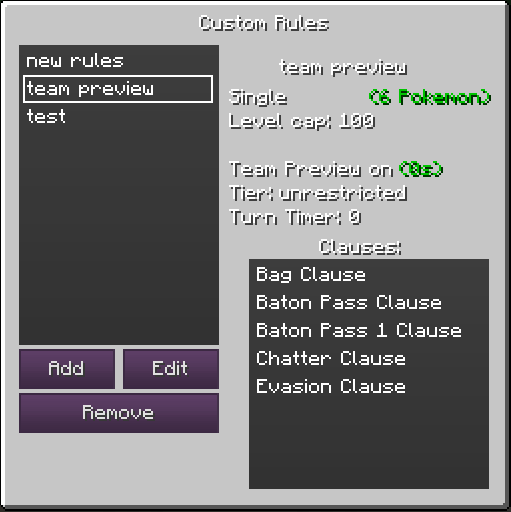 Custom Rules
new rules
team preview
test
Add
Edit
Remove
team preview
Single (6 Pokemon)
Level cap: 100
Team Preview on (0s)
Tier: unrestricted
Turn Timer: 0
Clauses:
Bag Clause
Baton Pass Clause
Baton Pass 1 Clause
Chatter Clause
Evasion Clause